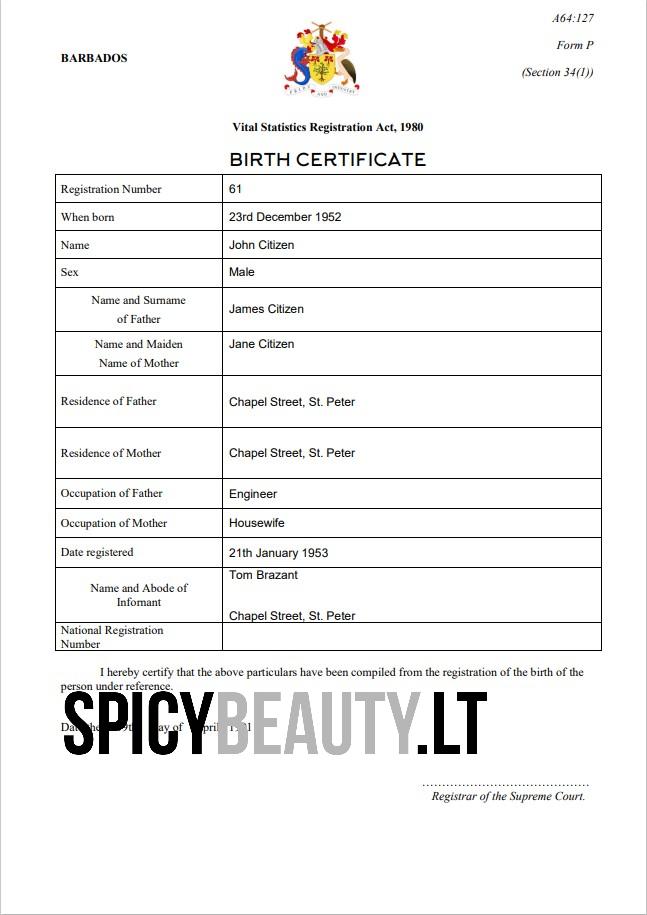 A64:127
Form P
BARBADOS
(Section 34(1))
PRIDE AND INDUSTRY
Vital Statistics Registration Act, 1980
BIRTH CERTIFICATE
Registration Number 61
When born 23rd December 1952
Name John Citizen
Sex Male
Name and Surname
of Father
James Citizen
Name and Maiden
Name of Mother
Jane Citizen
Residence of Father Chapel Street, St. Peter
Residence of Mother Chapel Street, St. Peter
Occupation of Father Engineer
Occupation of Mother Housewife
Date registered 21th January 1953
Name and Abode of
Infomant
Tom Brazant
Chapel Street, St. Peter
National Registration
Number
I hereby certify that the above particulars have been compiled from the registration of the birth of the
person under reference.
SPICYBEAUTY.LT
day of April
Registrar of the Supreme Court.